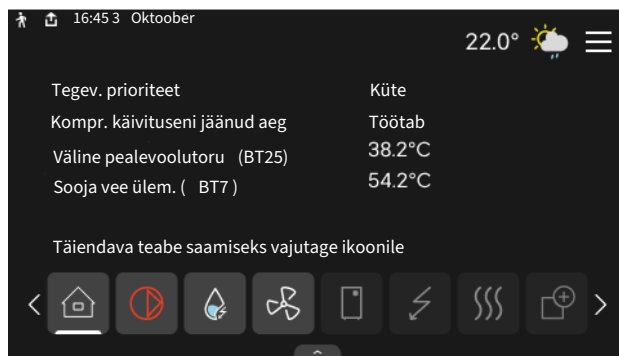 16:45 3 Oktoober
22.0°
Tegev. prioriteet Küte
Kompr. käivituseni jäänud aeg Töötab
Väline pealevoolutoru (BT25) 38.2°C
Sooja vee ülem. ( BT7 ) 54.2°C
Täiendava teabe saamiseks vajutage ikoonile